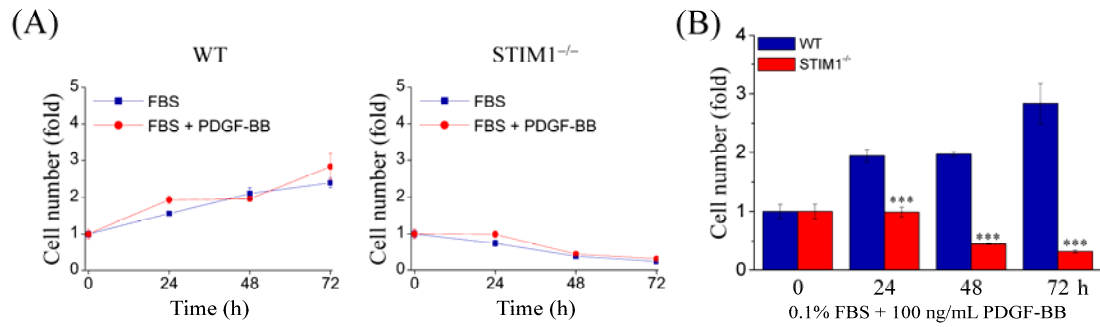 (A)
WT
Cell number (fold)
5
4
3
2
1
0
FBS
FBS + PDGF-BB
0 24 48 72
Time (h)
STIM1⁻/⁻
Cell number (fold)
5
4
3
2
1
0
FBS
FBS + PDGF-BB
0 24 48 72
Time (h)
(B)
Cell number (fold)
4
3
2
1
0
WT
STIM1⁻/⁻
***
***
***
0 24 48 72 h
0.1% FBS + 100 ng/mL PDGF-BB